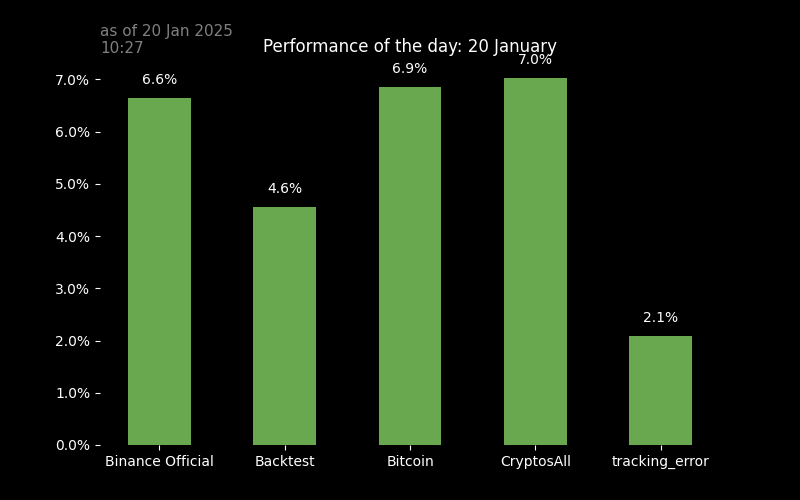 as of 20 Jan 2025
10:27
Performance of the day: 20 January
7.0%
6.0%
5.0%
4.0%
3.0%
2.0%
1.0%
0.0%
6.6%
4.6%
6.9%
7.0%
2.1%
Binance Official
Backtest
Bitcoin
CryptosAll
tracking_error